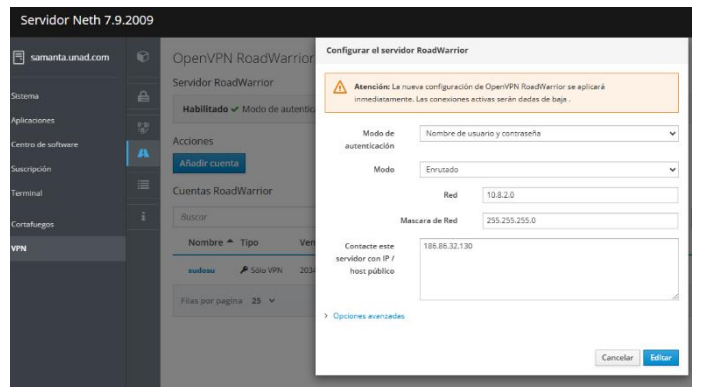 Servidor Neth 7.9.2009
samanta.unad.com
Sistema
Aplicaciones
Centro de software
Suscripción
Terminal
Cortafuegos
VPN
OpenVPN RoadWarrior
Servidor RoadWarrior
Habilitado ✔ Modo de autentic
Acciones
Añadir cuenta
Cuentas RoadWarrior
Buscar
Nombre Tipo Ven
sudosu Sólo VPN 203
Filas por pagina 25
Configurar el servidor RoadWarrior
Atención: La nueva configuración de OpenVPN RoadWarrior se aplicará
inmediatamente. Las conexiones activas serán dadas de baja .
Modo de
autenticación
Nombre de usuario y contraseña
Modo Enrutado
Red 10.8.2.0
Mascara de Red 255.255.255.0
Contacte este
servidor con IP /
host público
186.86.32.130
> Opciones avanzadas
Cancelar Editar